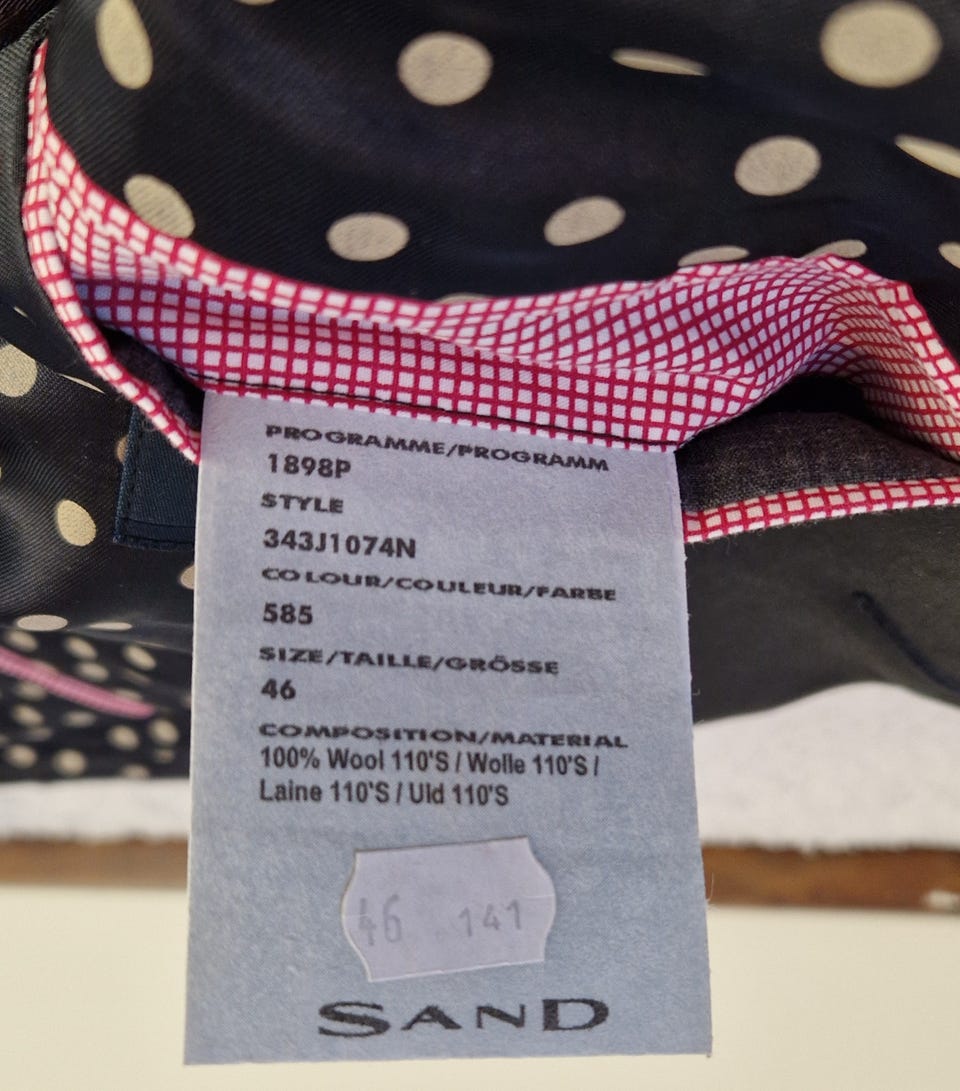 PROGRAMME/PROGRAMM
1898P
STYLE
343J1074N
COLOUR/COULEUR/FARBE
585
SIZE/TAILLE/GRÖSSE
46
COMPOSITION/MATERIAL
100% Wool 110'S / Wolle 110'S /
Laine 110'S / Uld 110'S
46 141
SAND